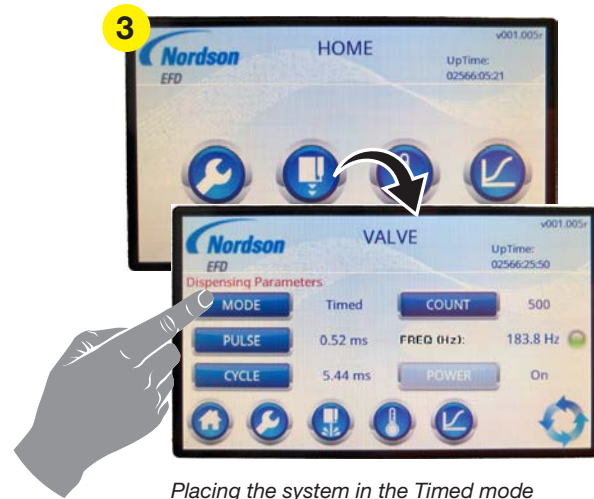 3
Nordson
EFD
HOME
v001.005r
UpTime:
02566:05:21
Nordson
EFD
VALVE
v001.005r
UpTime:
02566:25:50
Dispensing Parameters
MODE Timed COUNT 500
PULSE 0.52 ms FREQ (Hz): 183.8 Hz
CYCLE 5.44 ms POWER On
Placing the system in the Timed mode